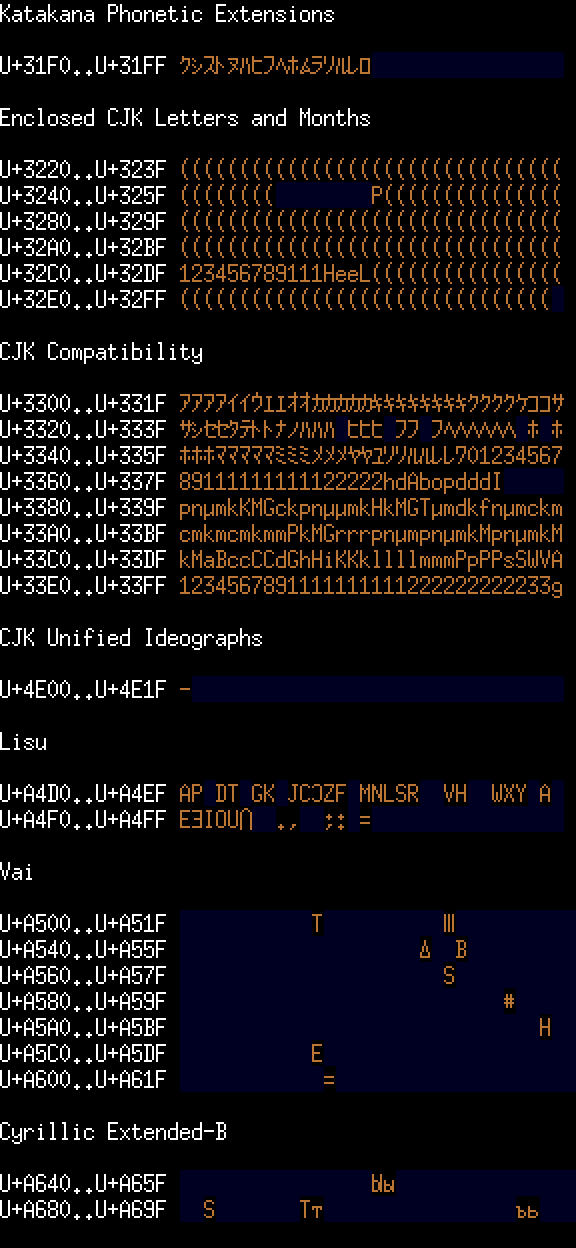 Katakana Phonetic Extensions
U+31F0..U+31FF クシストヌハヒフヘホムラリルレロ
Enclosed CJK Letters and Months
U+3220..U+323F ((((((((((((((((((((((((((((((((
U+3240..U+325F ((((((((        P(((((((((((((((
U+3280..U+329F ((((((((((((((((((((((((((((((((
U+32A0..U+32BF ((((((((((((((((((((((((((((((((
U+32C0..U+32DF 123456789111HeeL((((((((((((((((
U+32E0..U+32FF (((((((((((((((((((((((((((((((
CJK Compatibility
U+3300..U+331F アアアアイイウエエオオカカカカカキキキキキキキキククククケココサ
U+3320..U+333F サシセセタテトトナノハハハ ヒヒヒ フフ フヘヘヘヘヘヘ ホ ホ
U+3340..U+335F ホホホマママママミミミメメメヤヤユリリルルレレワ01234567
U+3360..U+337F 89111111111122222hdAbopdddI
U+3380..U+339F pnμmkKMGckpnμμmkHkMGTμmdkfnμmckm
U+33A0..U+33BF cmkmcmkmmPkMGrrrpnμmpnμmkMpnμmkM
U+33C0..U+33DF kMaBccCCdGhHiKKkllllmmmPpPPsSWVA
U+33E0..U+33FF 1234567891111111111222222222233g
CJK Unified Ideographs
U+4E00..U+4E1F 一
Lisu
U+A4D0..U+A4EF AP DT GK JCƆZF MNLSR  VH  WXY A
U+A4F0..U+A4FF EƎIOU⋂  .,  ;: =
Vai
U+A500..U+A51F T Ⅲ
U+A540..U+A55F Δ B
U+A560..U+A57F S
U+A580..U+A59F #
U+A5A0..U+A5BF H
U+A5C0..U+A5DF E
U+A600..U+A61F =
Cyrillic Extended-B
U+A640..U+A65F Ыы
U+A680..U+A69F S Tт ъь